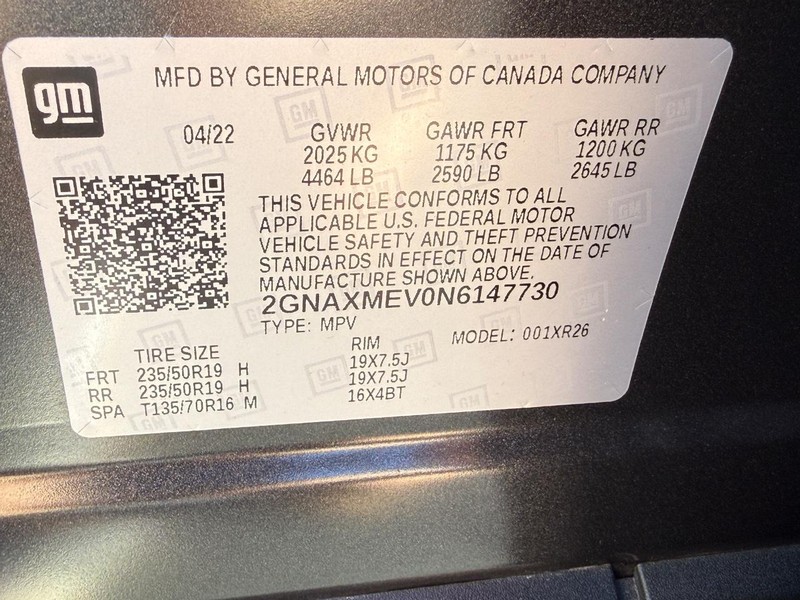 gm
MFD BY GENERAL MOTORS OF CANADA COMPANY
04/22 GVWR GAWR FRT GAWR RR
2025 KG 1175 KG 1200 KG
4464 LB 2590 LB 2645 LB
THIS VEHICLE CONFORMS TO ALL
APPLICABLE U.S. FEDERAL MOTOR
VEHICLE SAFETY AND THEFT PREVENTION
STANDARDS IN EFFECT ON THE DATE OF
MANUFACTURE SHOWN ABOVE.
2GNAXMEV0N6147730
TYPE: MPV MODEL: 001XR26
TIRE SIZE RIM
FRT 235/50R19 H 19X7.5J
RR 235/50R19 H 19X7.5J
SPA T135/70R16 M 16X4BT